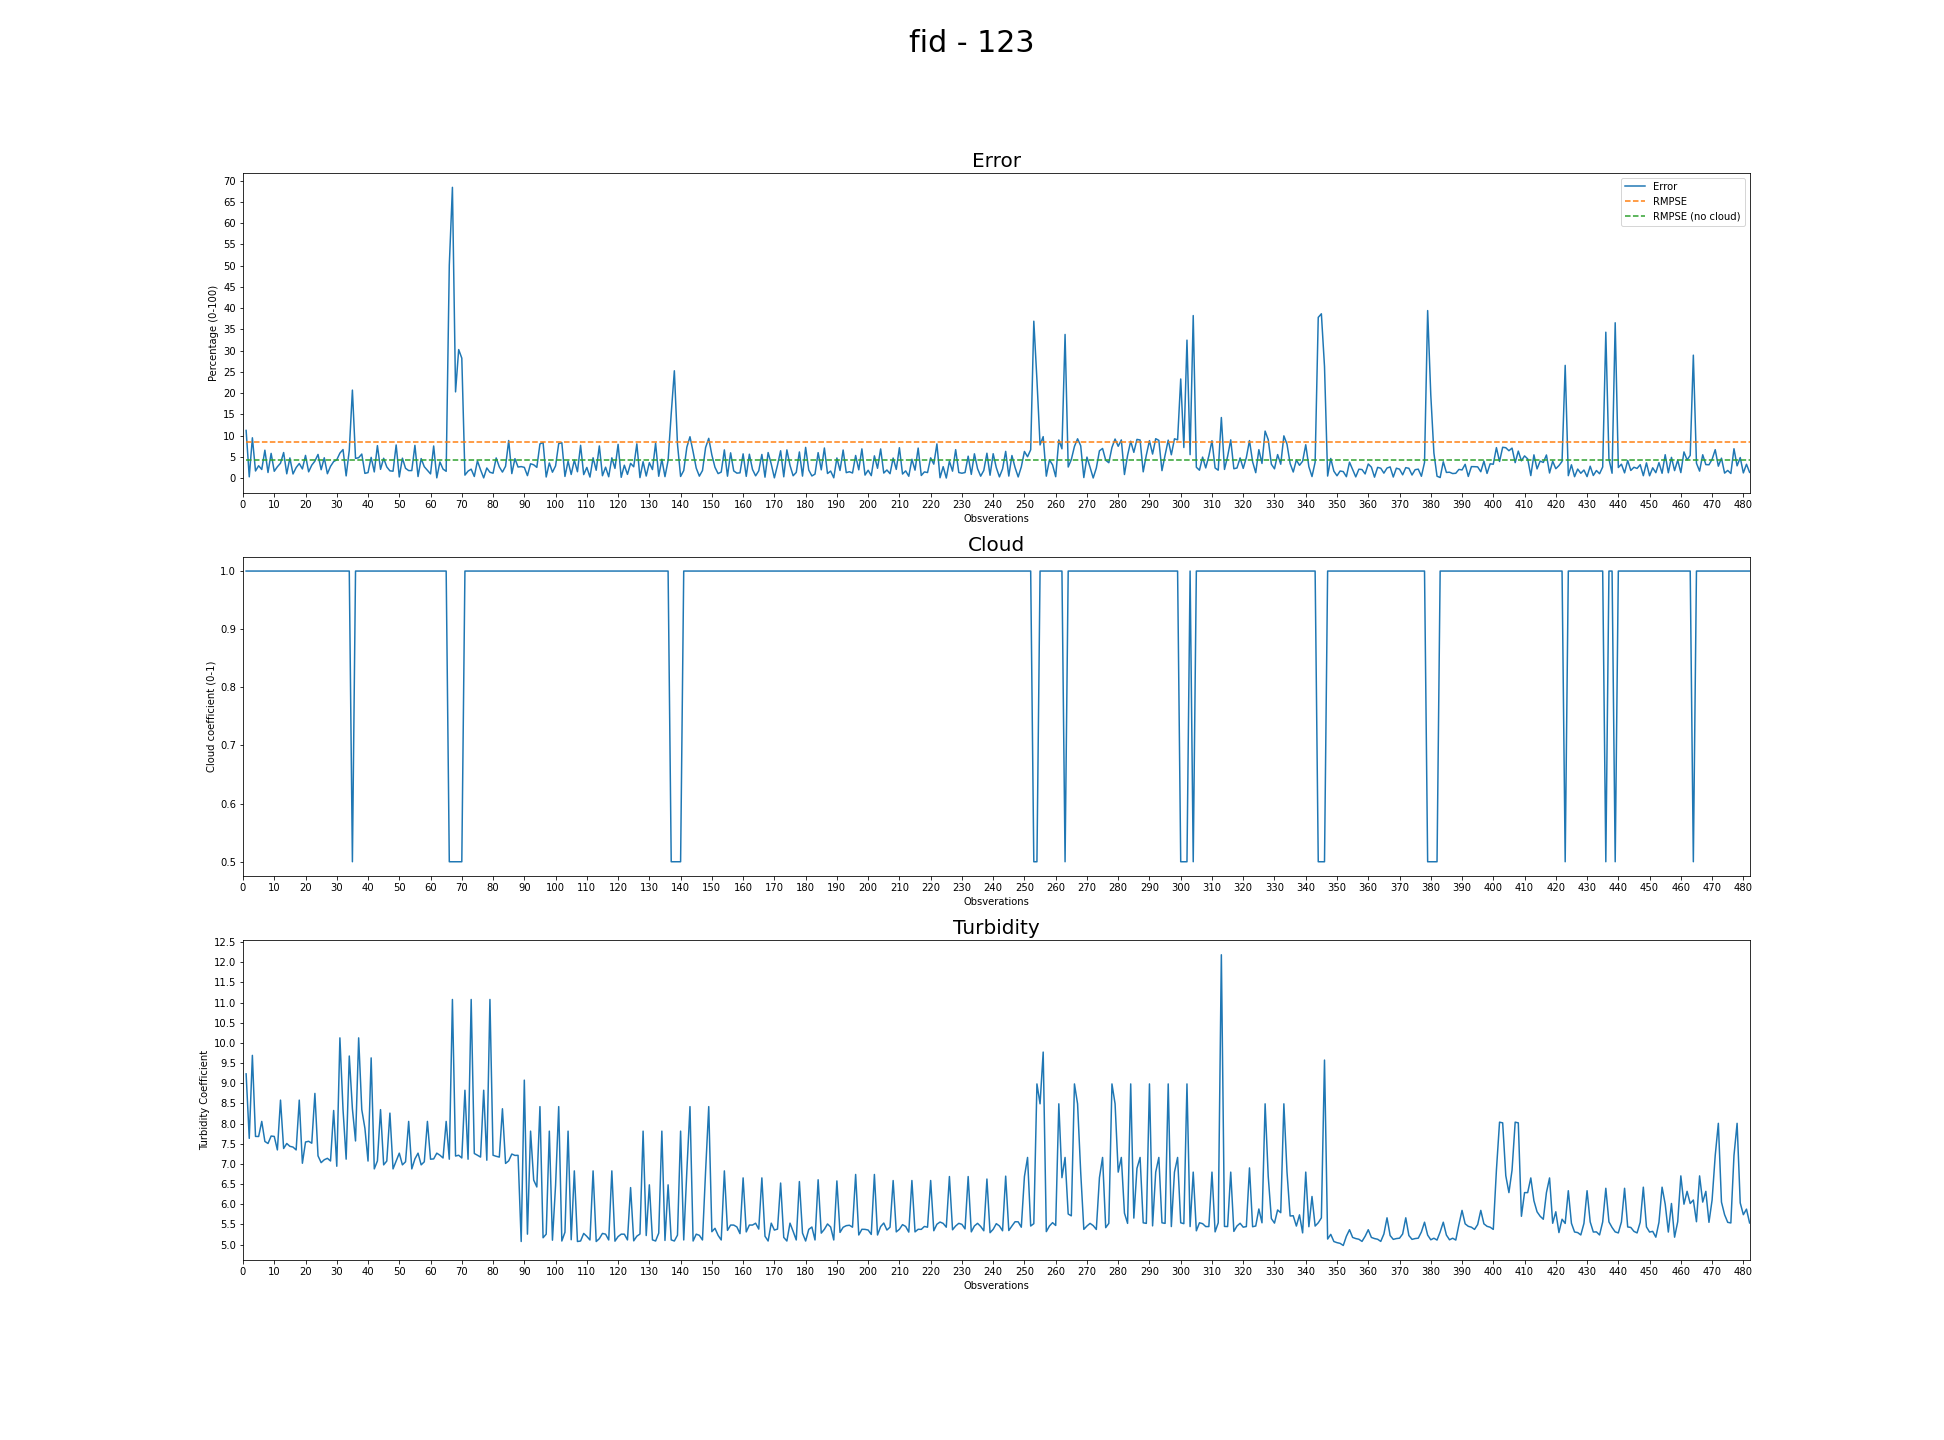 fid - 123
Error
70
65
60
55
50
45
40
35
30
25
20
15
10
5
0
Percentage (0-100)
Error
RMPSE
RMPSE (no cloud)
0 10 20 30 40 50 60 70 80 90 100 110 120 130 140 150 160 170 180 190 200 210 220 230 240 250 260 270 280 290 300 310 320 330 340 350 360 370 380 390 400 410 420 430 440 450 460 470 480
Obsverations
Cloud
1.0
0.9
0.8
0.7
0.6
0.5
Cloud coefficient (0-1)
0 10 20 30 40 50 60 70 80 90 100 110 120 130 140 150 160 170 180 190 200 210 220 230 240 250 260 270 280 290 300 310 320 330 340 350 360 370 380 390 400 410 420 430 440 450 460 470 480
Obsverations
Turbidity
12.5
12.0
11.5
11.0
10.5
10.0
9.5
9.0
8.5
8.0
7.5
7.0
6.5
6.0
5.5
5.0
Turbidity Coefficient
0 10 20 30 40 50 60 70 80 90 100 110 120 130 140 150 160 170 180 190 200 210 220 230 240 250 260 270 280 290 300 310 320 330 340 350 360 370 380 390 400 410 420 430 440 450 460 470 480
Obsverations